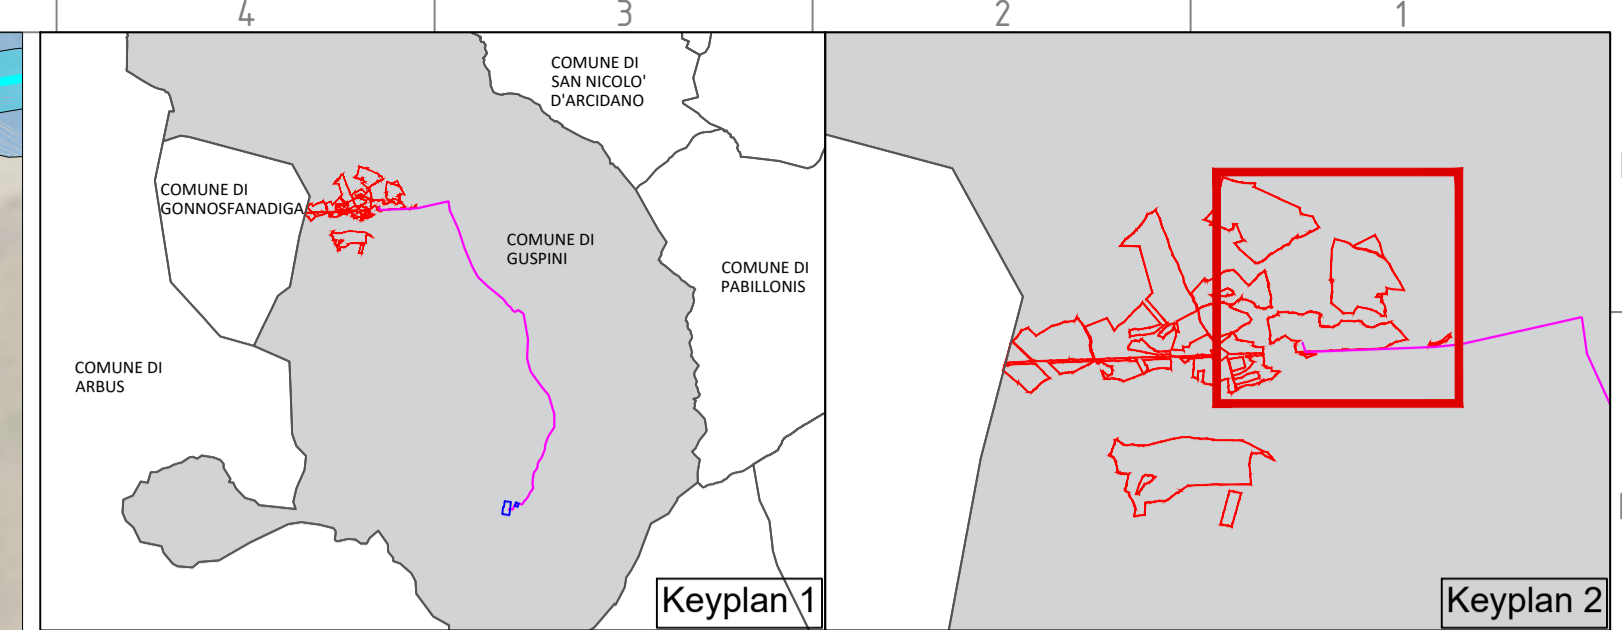 4
3
2
1
COMUNE DI
SAN NICOLO'
D'ARCIDANO
COMUNE DI
GONNOSFANADIGA
COMUNE DI
GUSPINI
COMUNE DI
PABILLONIS
COMUNE DI
ARBUS
Keyplan 1
Keyplan 2